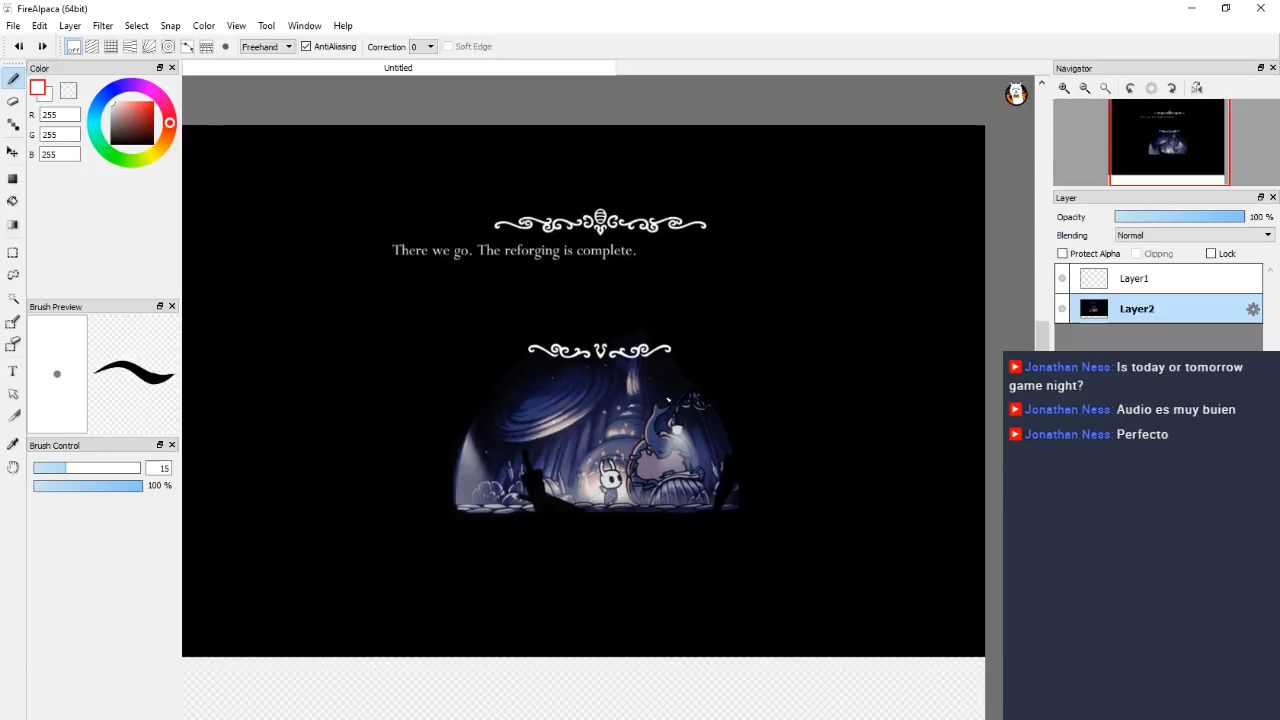 FireAlpaca (64bit)
File Edit Layer Filter Select Snap Color View Tool Window Help
off Freehand AntiAliasing Correction 0 Soft Edge
Color
Untitled
Navigator
R 255
G 255
B 255
There we go. The reforging is complete.
Layer
Opacity 100 %
Blending Normal
Protect Alpha Clipping Lock
Layer1
Layer2
Brush Preview
Jonathan Ness: Is today or tomorrow
game night?
Jonathan Ness: Audio es muy buien
Jonathan Ness: Perfecto
Brush Control
15
100 %